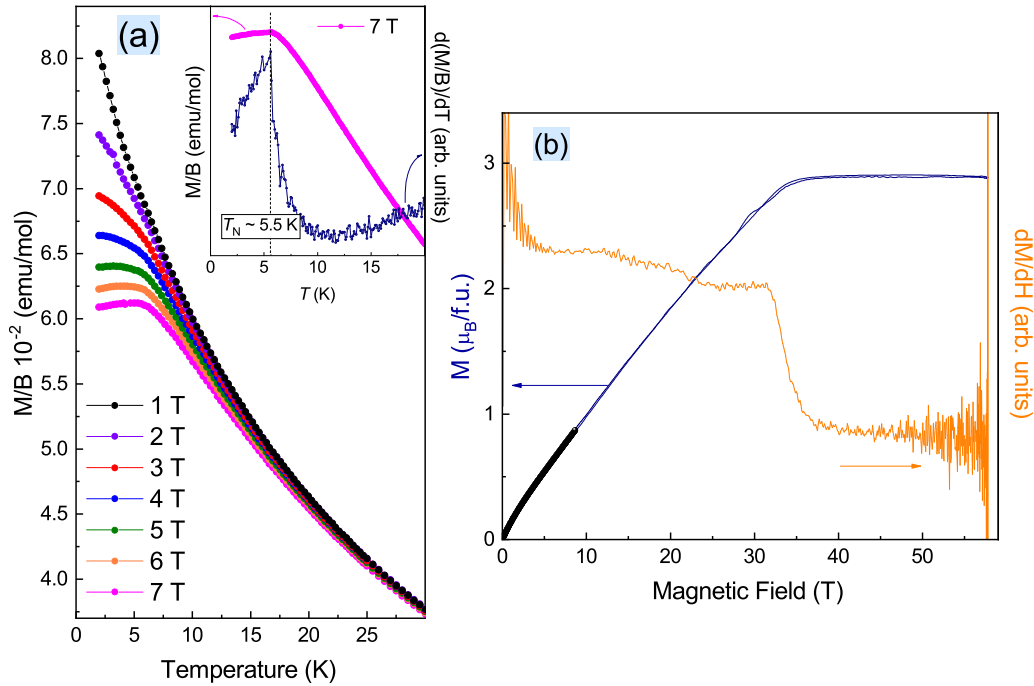 (a)
8.0
7.5
7.0
6.5
6.0
5.5
5.0
4.5
4.0
M/B 10⁻² (emu/mol)
0 5 10 15 20 25
Temperature (K)
1 T
2 T
3 T
4 T
5 T
6 T
7 T
7 T
M/B (emu/mol)
d(M/B)/dT (arb. units)
T_N ~ 5.5 K
0 5 10 15
T (K)
(b)
3
2
1
0
M (μ_B/f.u.)
dM/dH (arb. units)
0 10 20 30 40 50
Magnetic Field (T)